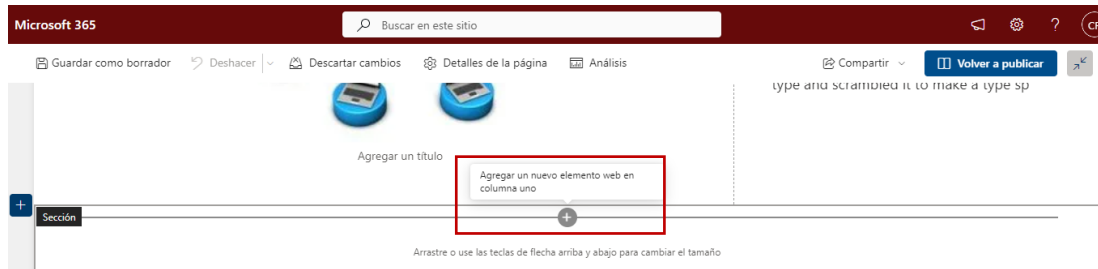 Microsoft 365
Buscar en este sitio
?
Guardar como borrador
Deshacer
Descartar cambios
Detalles de la página
Análisis
Compartir
Volver a publicar
type and scrambled it to make a type sp
Agregar un título
Agregar un nuevo elemento web en
columna uno
Sección
Arrastre o use las teclas de flecha arriba y abajo para cambiar el tamaño